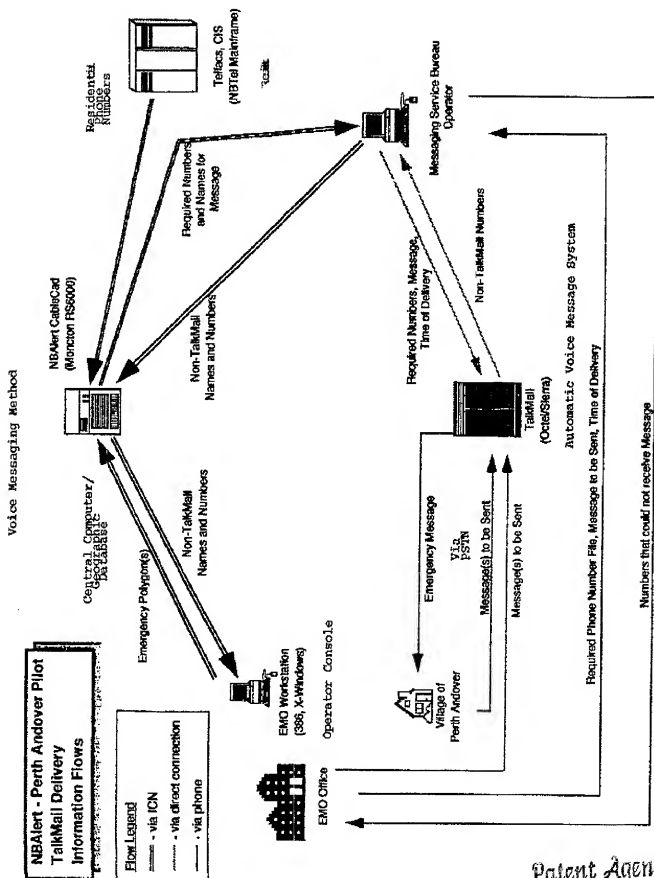 Voice Messaging Method
NBAlert - Perth Andover Pilot
TalkMail Delivery
Information Flows
Flow Legend
- via ICN
- via direct connection
- via phone
Central Computer/
Geographic
Database
NBAlert CableCad
(Moncton RS6000)
Residential
Phone
Numbers
Telfacs, CIS
(NBTel Mainframe)
Emergency Polygon(s)
Non-TalkMail
Names and Numbers
Required Numbers
and Names for
Message
Non-TalkMail
Names and Numbers
EMO Workstation
(386, X-Windows)
Operator Console
Messaging Service Bureau
Operator
Required Numbers, Message,
Time of Delivery
Non-TalkMail Numbers
TalkMail
(Octel/Sierra)
Automatic Voice Message System
Emergency Message
Via
PSTN
Village of
Perth Andover
Message(s) to be Sent
Message(s) to be Sent
EMO Office
Required Phone Number File, Message to be Sent, Time of Delivery
Numbers that could not receive Message
Patent Agen